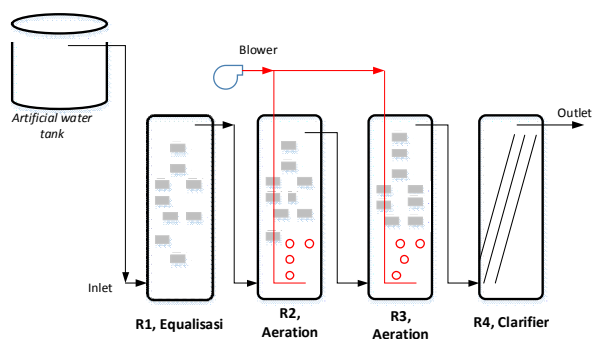 Blower
Artificial water
tank
Outlet
Inlet
R1, Equalisasi
R2,
Aeration
R3,
Aeration
R4, Clarifier